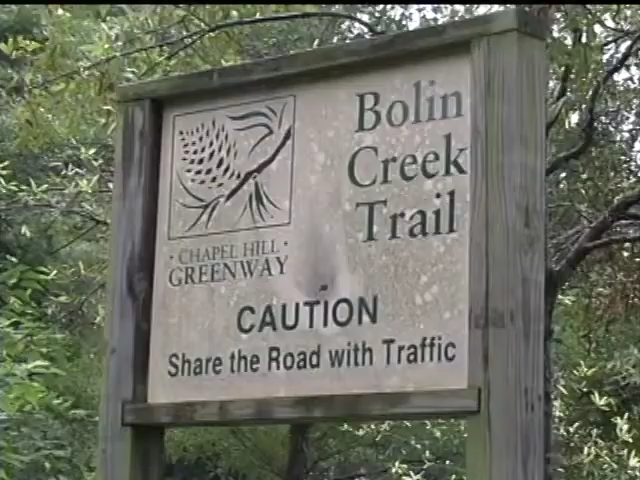 Bolin
Creek
Trail
• CHAPEL HILL •
GREENWAY
CAUTION
Share the Road with Traffic